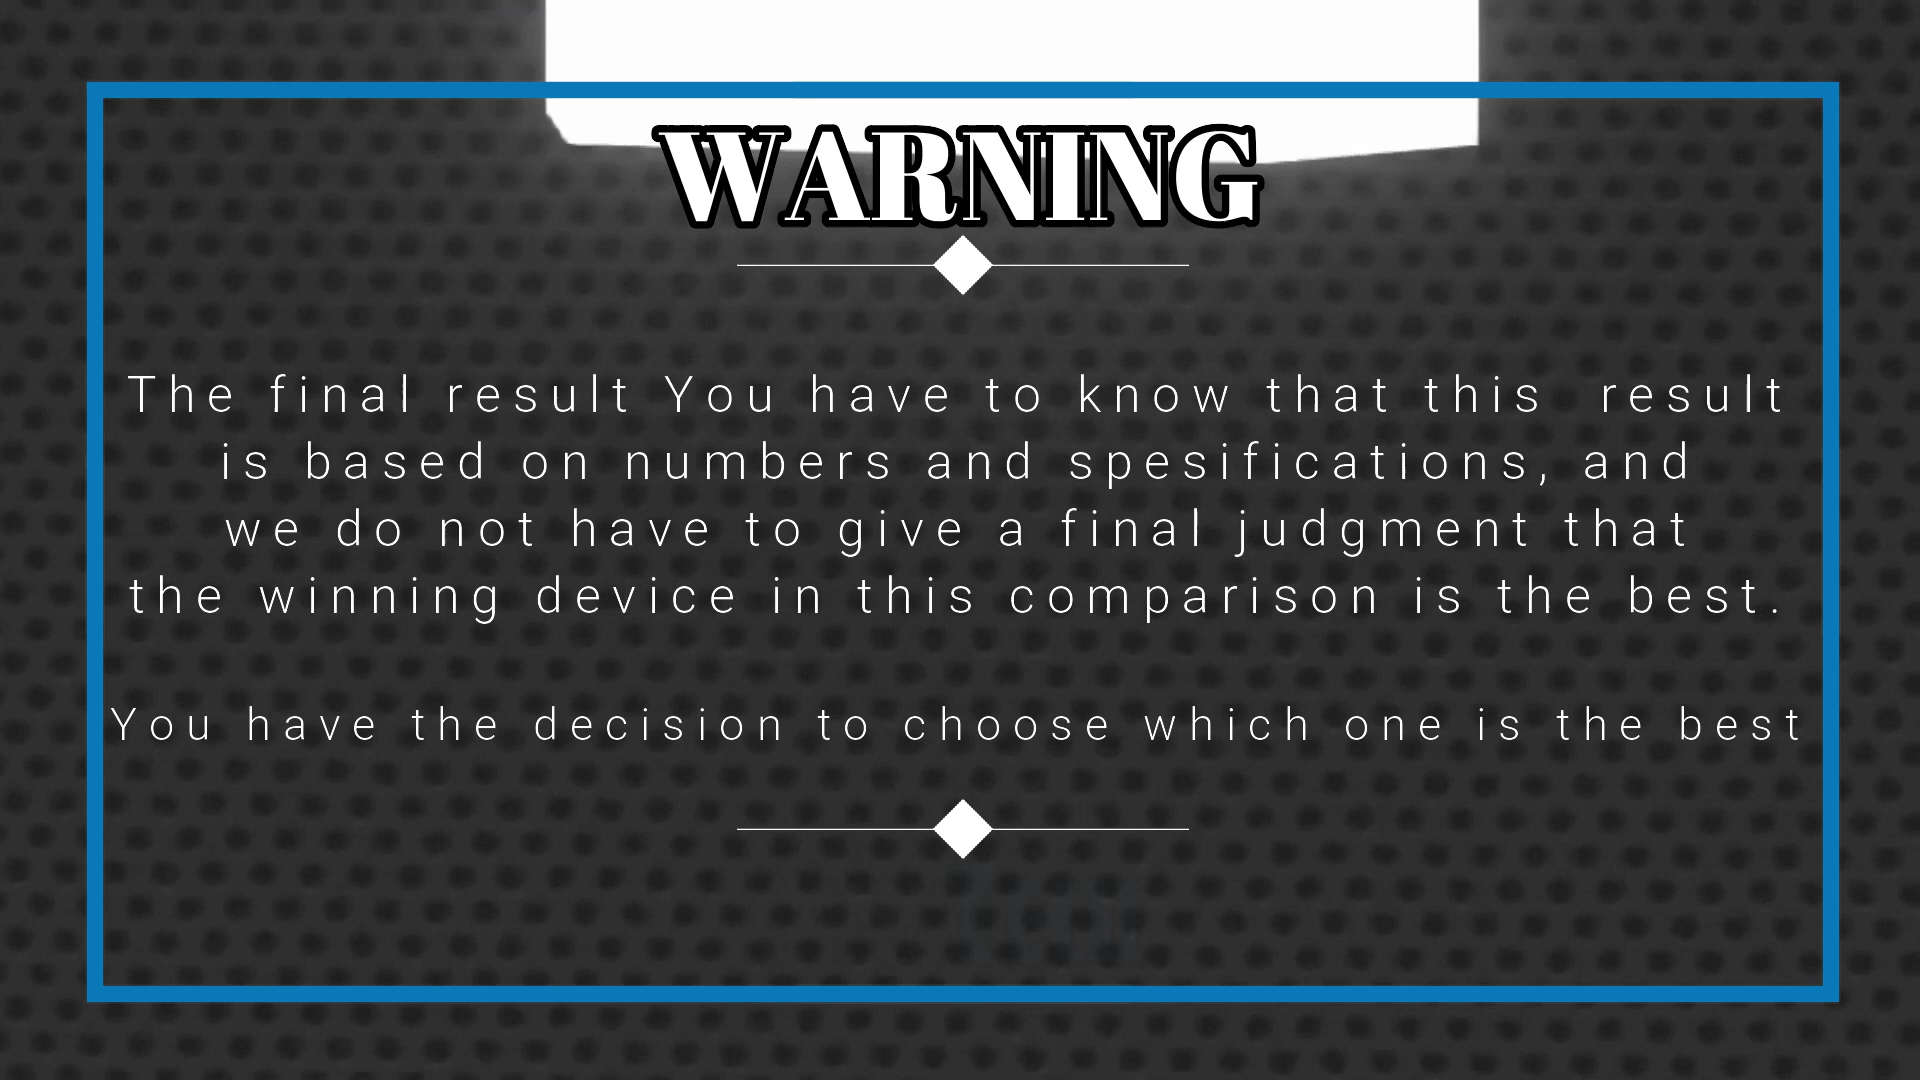 WARNING
The final result You have to know that this result
is based on numbers and spesifications, and
we do not have to give a final judgment that
the winning device in this comparison is the best.
You have the decision to choose which one is the best